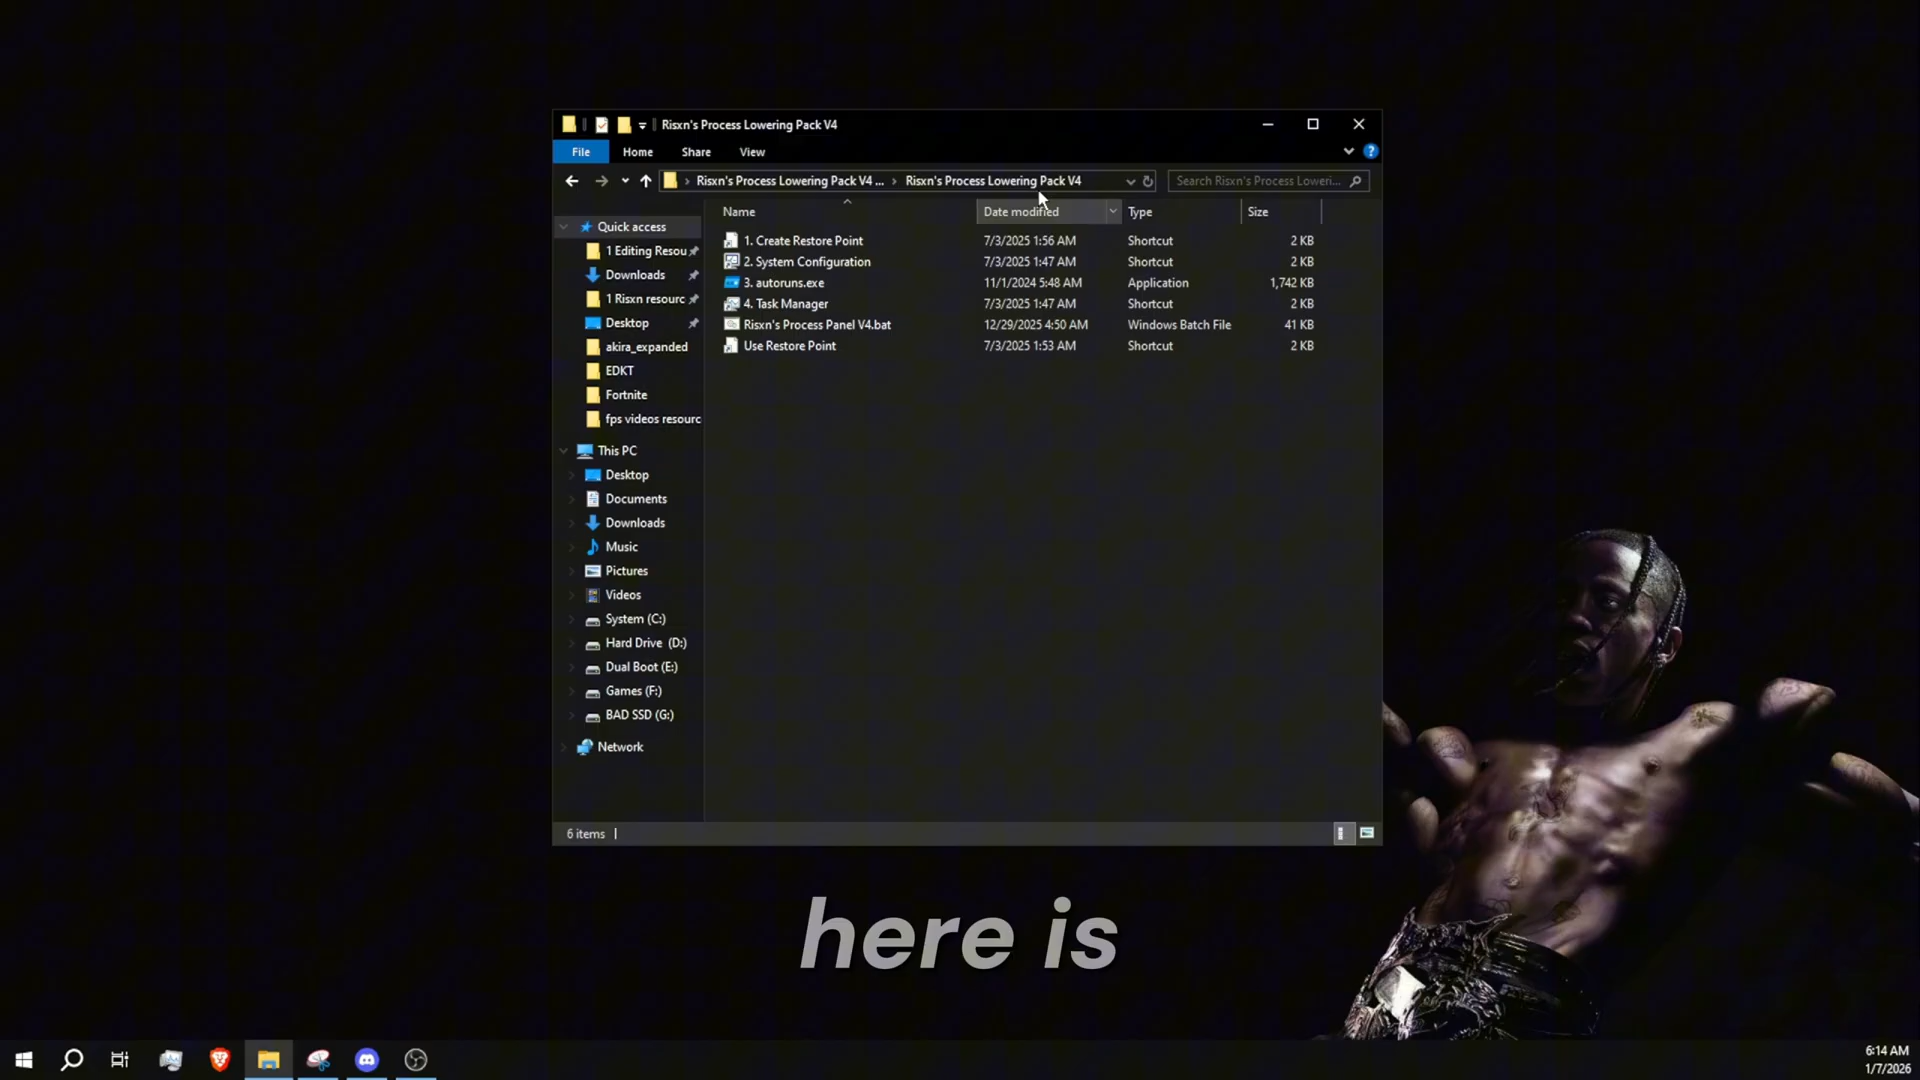 Risxn's Process Lowering Pack V4
File Home Share View
Risxn's Process Lowering Pack V4 ... Risxn's Process Lowering Pack V4 Search Risxn's Process Loweri...
Name Date modified Type Size
Quick access
1 Editing Resou
Downloads
1 Risxn resourc
Desktop
akira_expanded
EDKT
Fortnite
fps videos resourc
This PC
Desktop
Documents
Downloads
Music
Pictures
Videos
System (C:)
Hard Drive (D:)
Dual Boot (E:)
Games (F:)
BAD SSD (G:)
Network
1. Create Restore Point 7/3/2025 1:56 AM Shortcut 2 KB
2. System Configuration 7/3/2025 1:47 AM Shortcut 2 KB
3. autoruns.exe 11/1/2024 5:48 AM Application 1,742 KB
4. Task Manager 7/3/2025 1:47 AM Shortcut 2 KB
Risxn's Process Panel V4.bat 12/29/2025 4:50 AM Windows Batch File 41 KB
Use Restore Point 7/3/2025 1:53 AM Shortcut 2 KB
6 items
here is
6:14 AM
1/7/2026